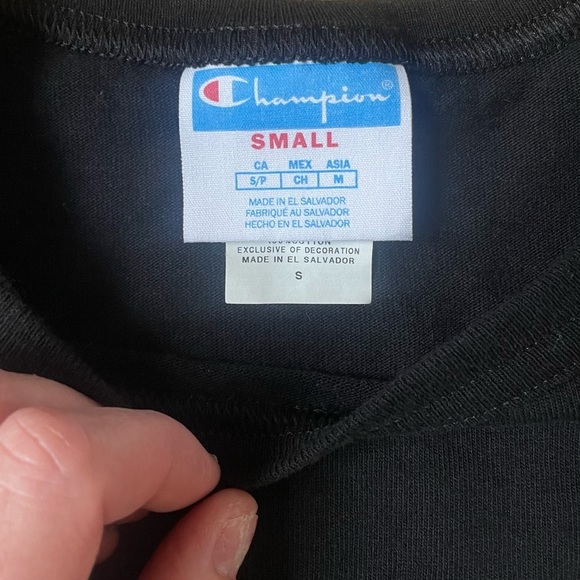 Champion®
SMALL
CA MEX ASIA
S/P CH M
MADE IN EL SALVADOR
FABRIQUÉ AU SALVADOR
HECHO EN EL SALVADOR
EXCLUSIVE OF DECORATION
MADE IN EL SALVADOR
S